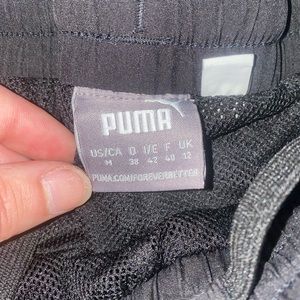 PUMA
US/CA D I/E F UK
M 38 42 40 12
PUMA.COM/FOREVERBETTER